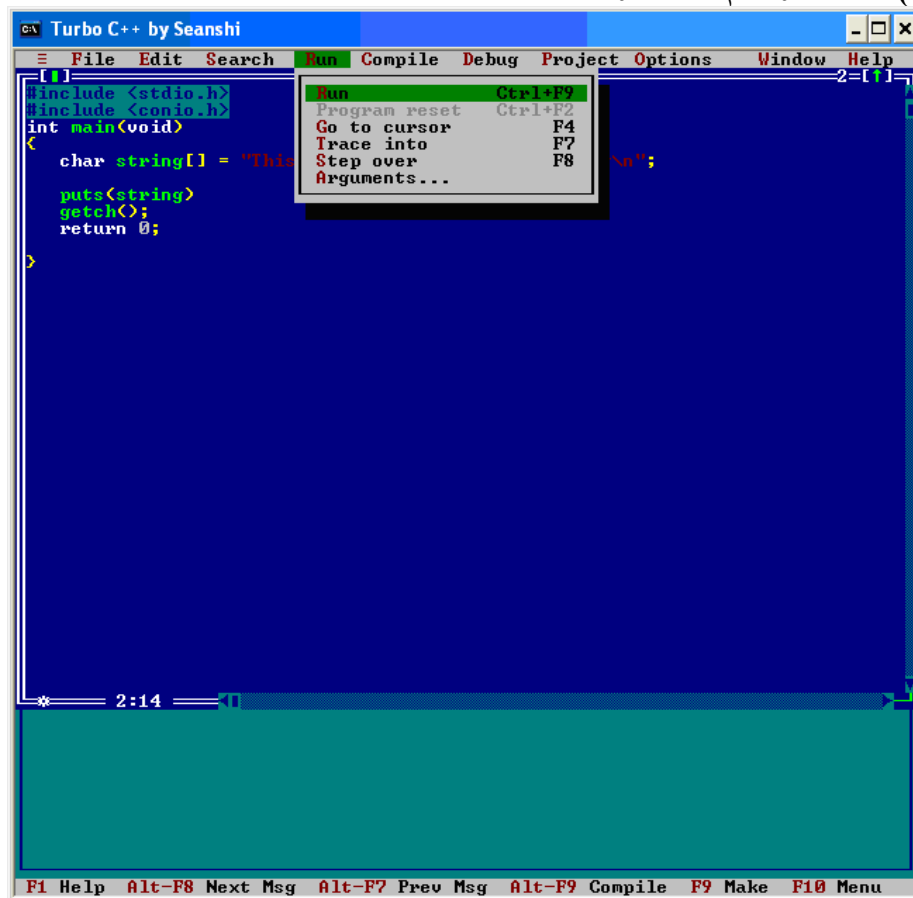 Turbo C++ by Seanshi
≡ File Edit Search Run Compile Debug Project Options Window Help
2=[↑]
#include <stdio.h>
#include <conio.h>
int main(void)
{
char string[] = "This \n";
puts(string)
getch();
return 0;
}
Run Ctrl+F9
Program reset Ctrl+F2
Go to cursor F4
Trace into F7
Step over F8
Arguments...
2:14
F1 Help Alt-F8 Next Msg Alt-F7 Prev Msg Alt-F9 Compile F9 Make F10 Menu